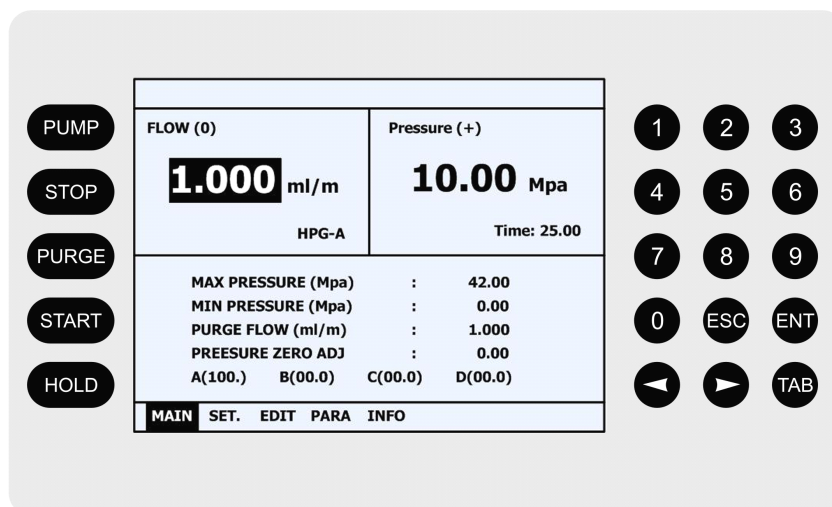 PUMP
STOP
PURGE
START
HOLD
FLOW (0)
1.000 ml/m
HPG-A
Pressure (+)
10.00 Mpa
Time: 25.00
MAX PRESSURE (Mpa) : 42.00
MIN PRESSURE (Mpa) : 0.00
PURGE FLOW (ml/m) : 1.000
PREESURE ZERO ADJ : 0.00
A(100.) B(00.0) C(00.0) D(00.0)
MAIN SET. EDIT PARA INFO
1 2 3
4 5 6
7 8 9
0 ESC ENT
TAB